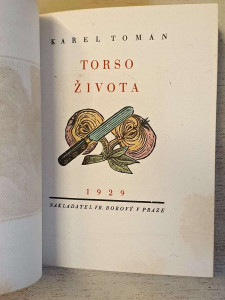 KAREL TOMAN
TORSO
ŽIVOTA
1929
NAKLADATEL FR. BOROVÝ V PRAZE